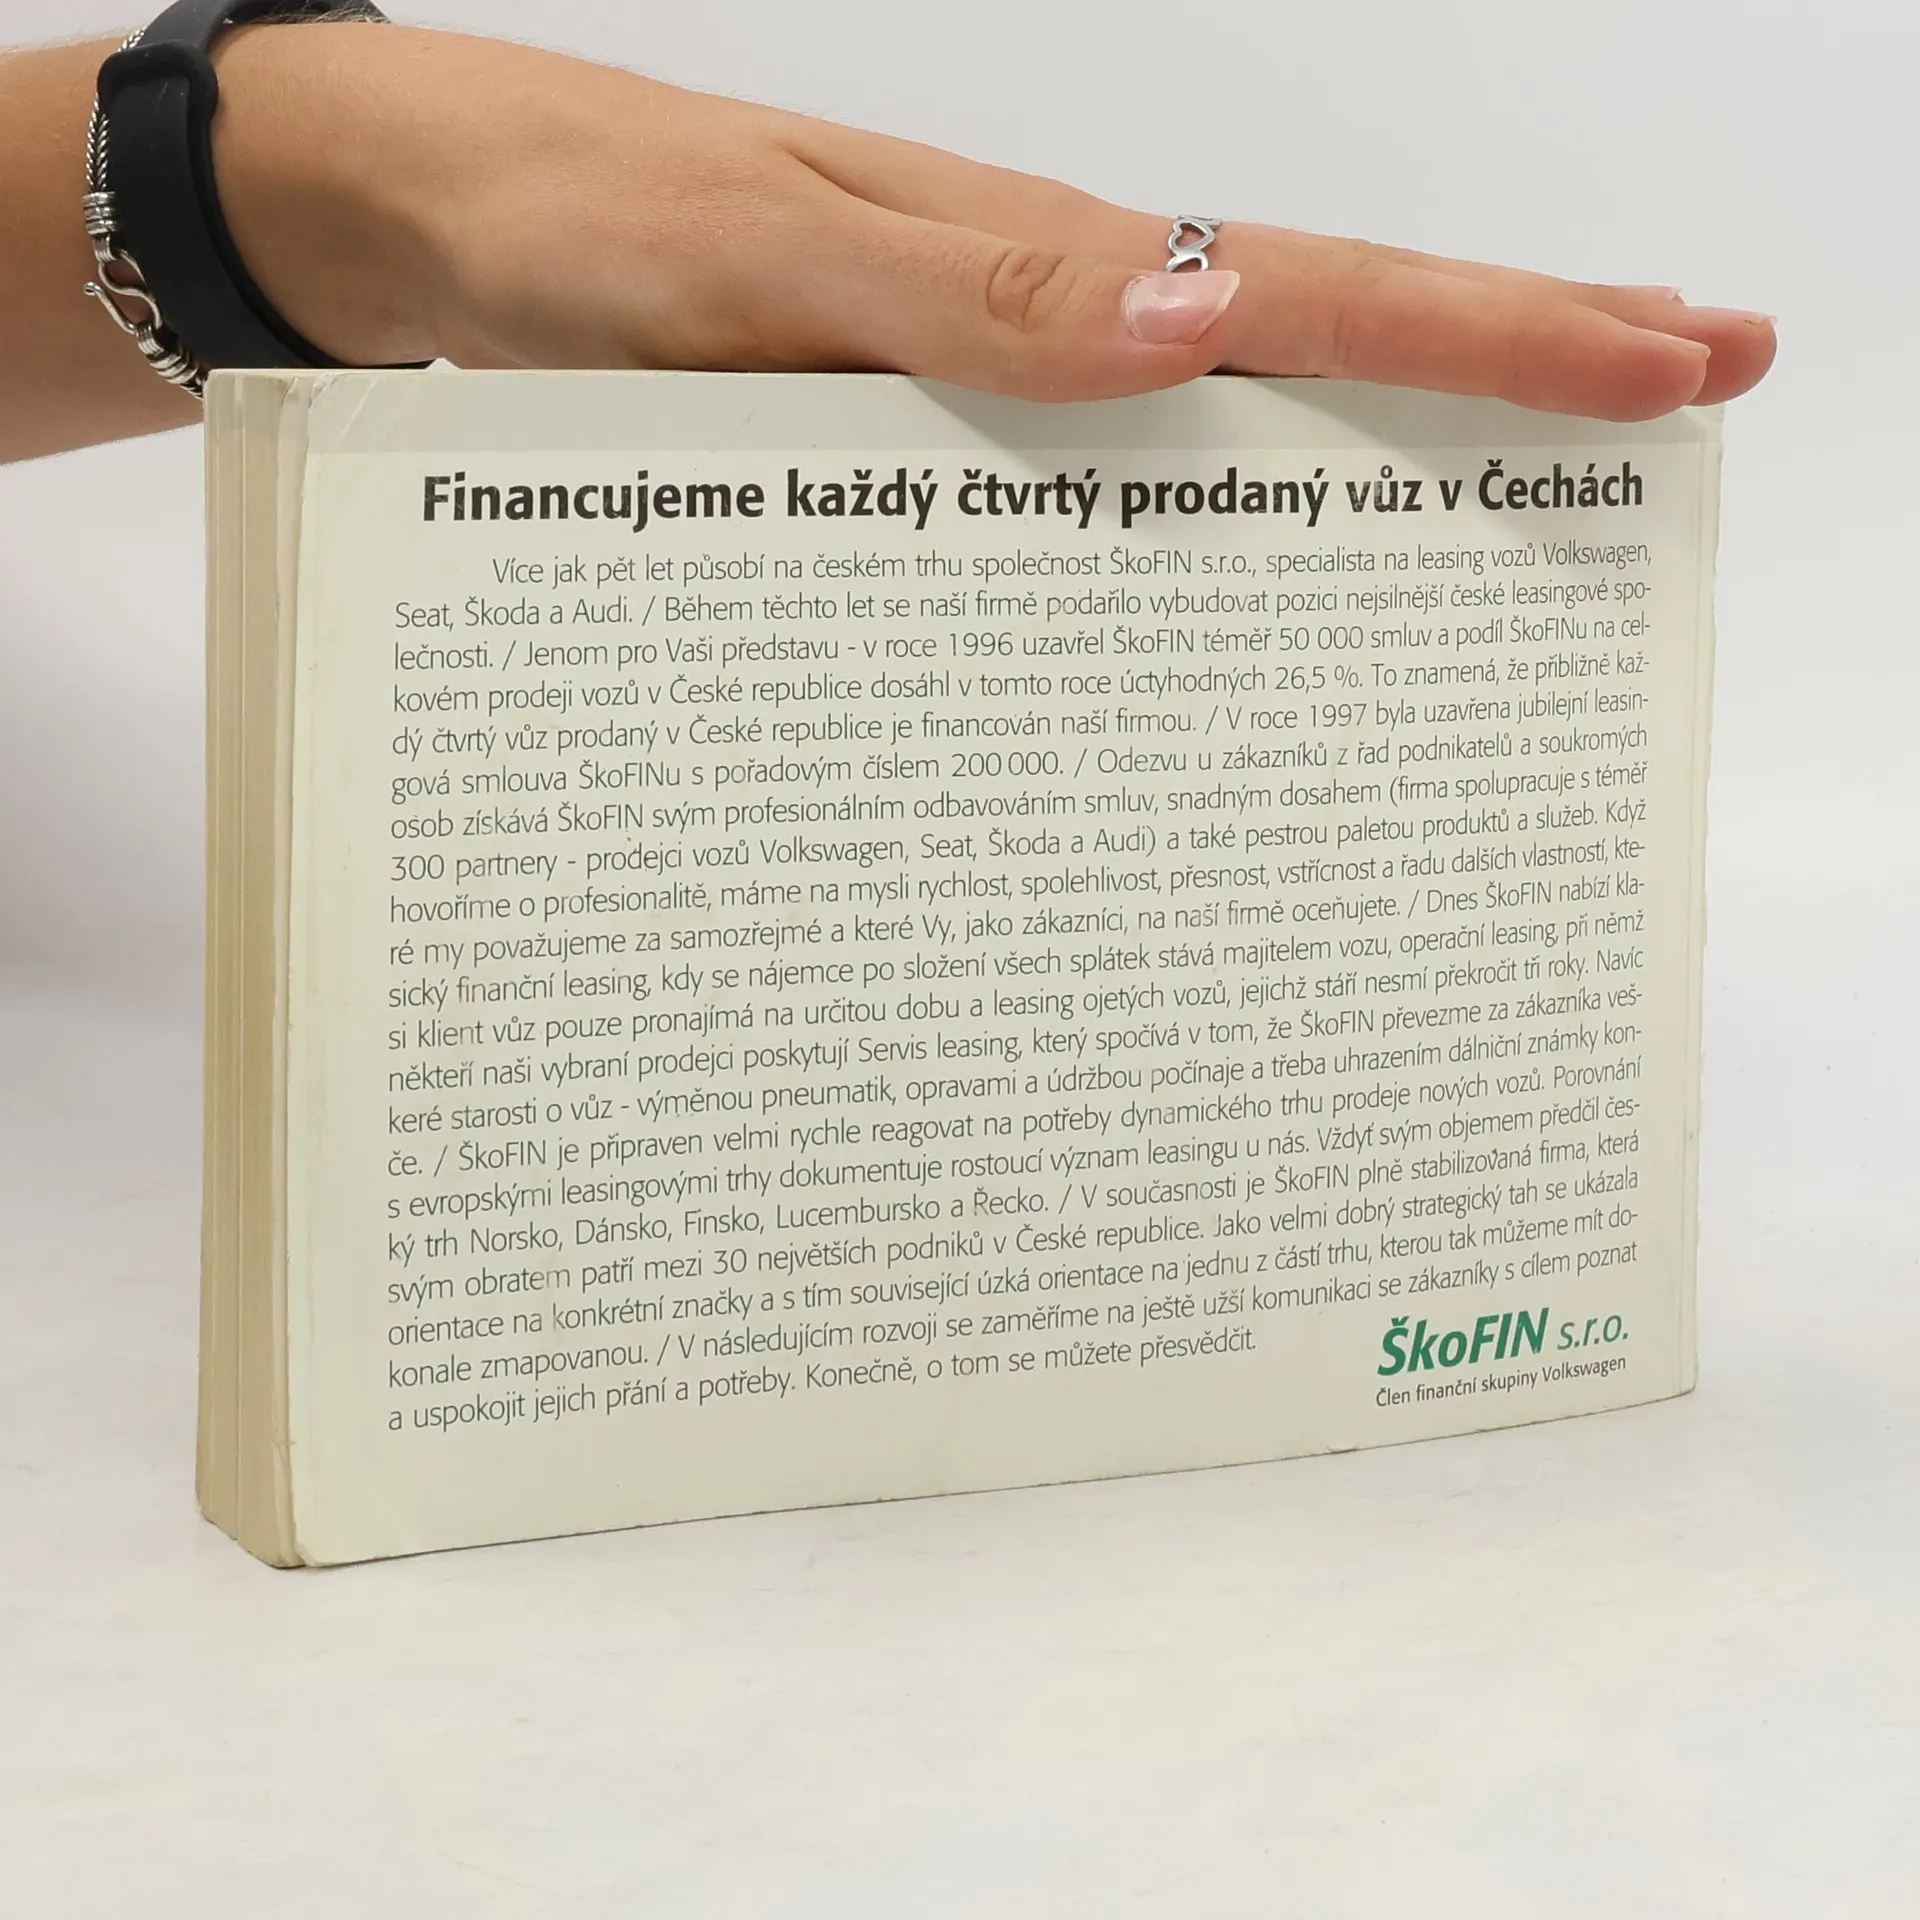 Financujeme každý čtvrtý prodaný vůz v Čechách
Více jak pět let působí na českém trhu společnost ŠkoFIN s.r.o., specialista na leasing vozů Volkswagen,
Seat, Škoda a Audi. / Během těchto let se naší firmě podařilo vybudovat pozici nejsilnější české leasingové spo-
lečnosti. / Jenom pro Vaši představu - v roce 1996 uzavřel ŠkoFIN téměř 50 000 smluv a podíl ŠkoFINu na cel-
kovém prodeji vozů v České republice dosáhl v tomto roce úctyhodných 26,5 %. To znamená, že přibližně kaž-
dý čtvrtý vůz prodaný v České republice je financován naší firmou. / V roce 1997 byla uzavřena jubilejní leasin-
gová smlouva ŠkoFINu s pořadovým číslem 200 000. / Odezvu u zákazníků z řad podnikatelů a soukromých
osob získává ŠkoFIN svým profesionálním odbavováním smluv, snadným dosahem (firma spolupracuje s téměř
300 partnery - prodejci vozů Volkswagen, Seat, Škoda a Audi) a také pestrou paletou produktů a služeb. Když
hovoříme o profesionalitě, máme na mysli rychlost, spolehlivost, přesnost, vstřícnost a řadu dalších vlastností, kte-
ré my považujeme za samozřejmé a které Vy, jako zákazníci, na naší firmě oceňujete. / Dnes ŠkoFIN nabízí kla-
sický finanční leasing, kdy se nájemce po složení všech splátek stává majitelem vozu, operační leasing, při němž
si klient vůz pouze pronajímá na určitou dobu a leasing ojetých vozů, jejichž stáří nesmí překročit tři roky. Navíc
někteří naši vybraní prodejci poskytují Servis leasing, který spočívá v tom, že ŠkoFIN převezme za zákazníka veš-
keré starosti o vůz - výměnou pneumatik, opravami a údržbou počínaje a třeba uhrazením dálniční známky kon-
če. / ŠkoFIN je připraven velmi rychle reagovat na potřeby dynamického trhu prodeje nových vozů. Porovnání
s evropskými leasingovými trhy dokumentuje rostoucí význam leasingu u nás. Vždyť svým objemem předčil čes-
ký trh Norsko, Dánsko, Finsko, Lucembursko a Řecko. / V současnosti je ŠkoFIN plně stabilizovaná firma, která
svým obratem patří mezi 30 největších podniků v České republice. Jako velmi dobrý strategický tah se ukázala
orientace na konkrétní značky a s tím související úzká orientace na jednu z částí trhu, kterou tak můžeme mít do-
konale zmapovanou. / V následujícím rozvoji se zaměříme na ještě užší komunikaci se zákazníky s cílem poznat
a uspokojit jejich přání a potřeby. Konečně, o tom se můžete přesvědčit.
ŠkoFIN s.r.o.
Člen finanční skupiny Volkswagen